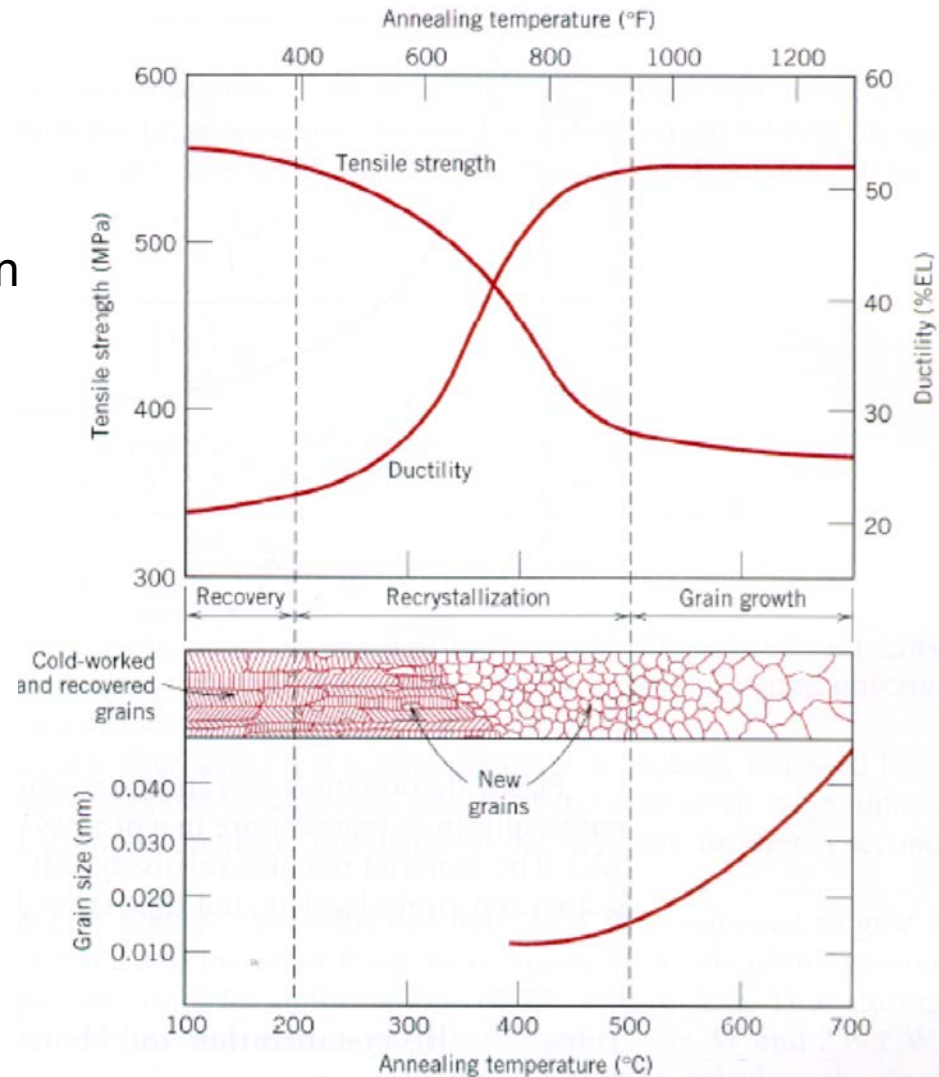 Annealing temperature (°F)
400 600 800 1000 1200
600 60
Tensile strength
50
n
500
Tensile strength (MPa)
40
Ductility (%EL)
400 30
Ductility
20
300
Recovery Recrystallization Grain growth
Cold-worked
and recovered
grains
New
grains
0.040
0.030
0.020
0.010
Grain size (mm)
100 200 300 400 500 600 700
Annealing temperature (°C)